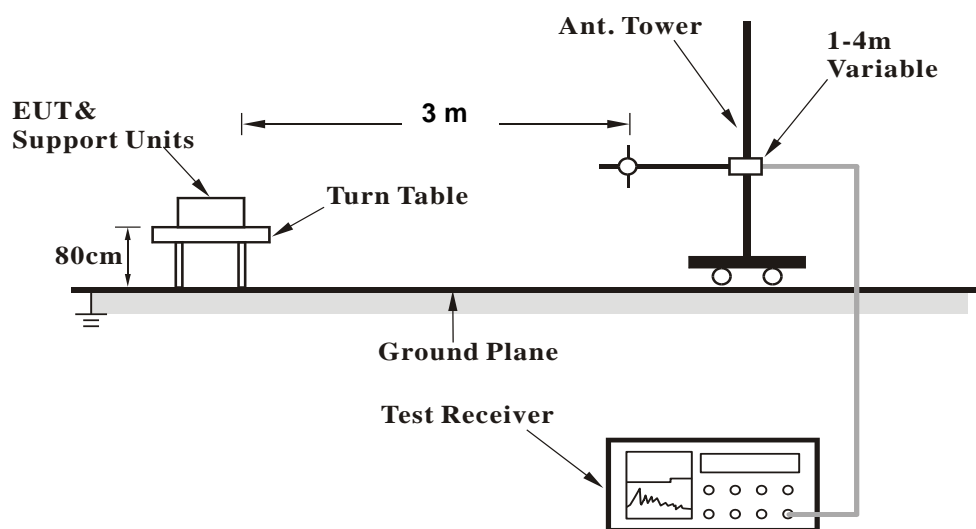 Ant. Tower
1-4m
Variable
EUT&
Support Units
3 m
Turn Table
80cm
Ground Plane
Test Receiver